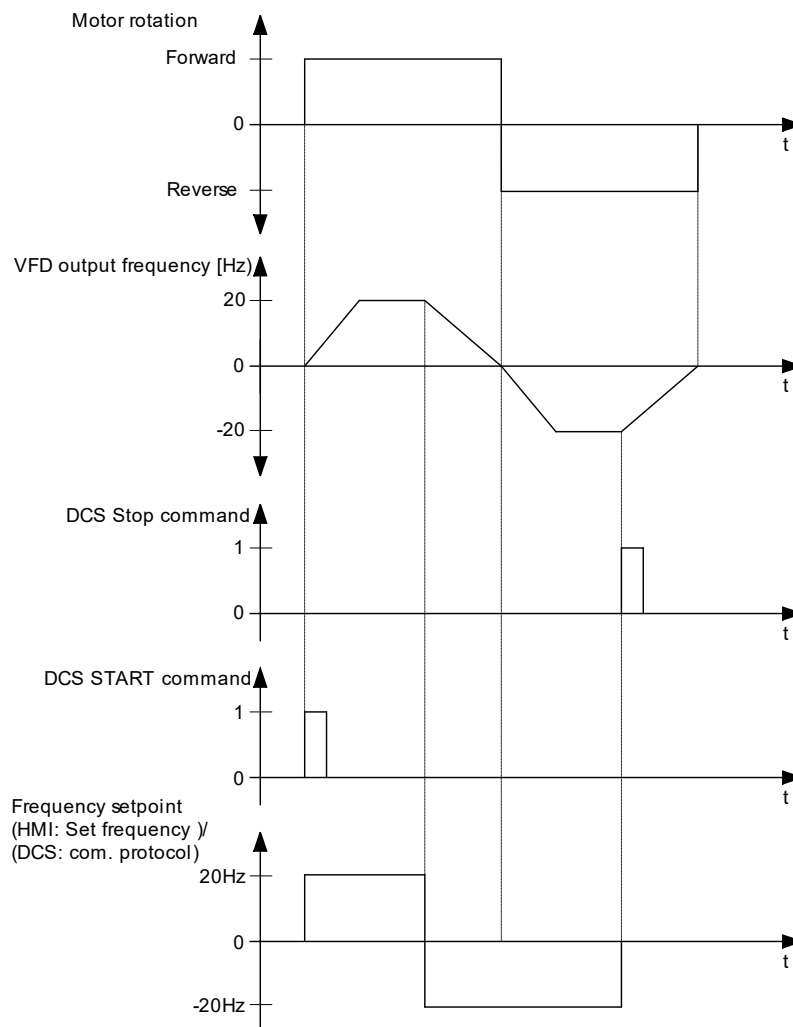 Motor rotation
Forward
0
t
Reverse
VFD output frequency [Hz]
20
0
t
-20
DCS Stop command
1
0
t
DCS START command
1
0
t
Frequency setpoint
(HMI: Set frequency )/
(DCS: com. protocol)
20Hz
0
t
-20Hz